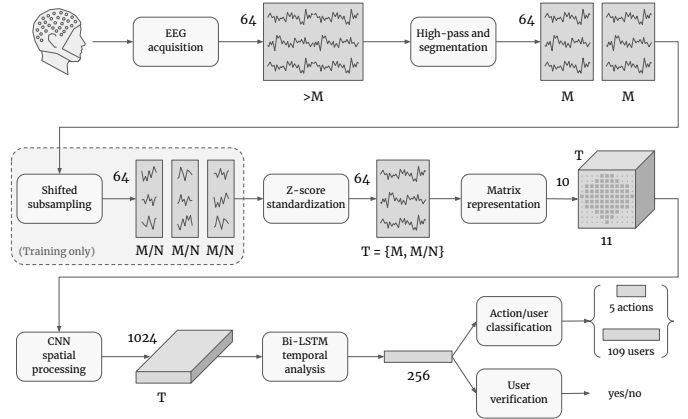 EEG
acquisition
64
>M
High-pass and
segmentation
64
M
M
Shifted
subsampling
(Training only)
64
M/N
M/N
M/N
Z-score
standardization
64
T = {M, M/N}
Matrix
representation
T
10
11
CNN
spatial
processing
1024
T
Bi-LSTM
temporal
analysis
256
Action/user
classification
5 actions
109 users
User
verification
yes/no